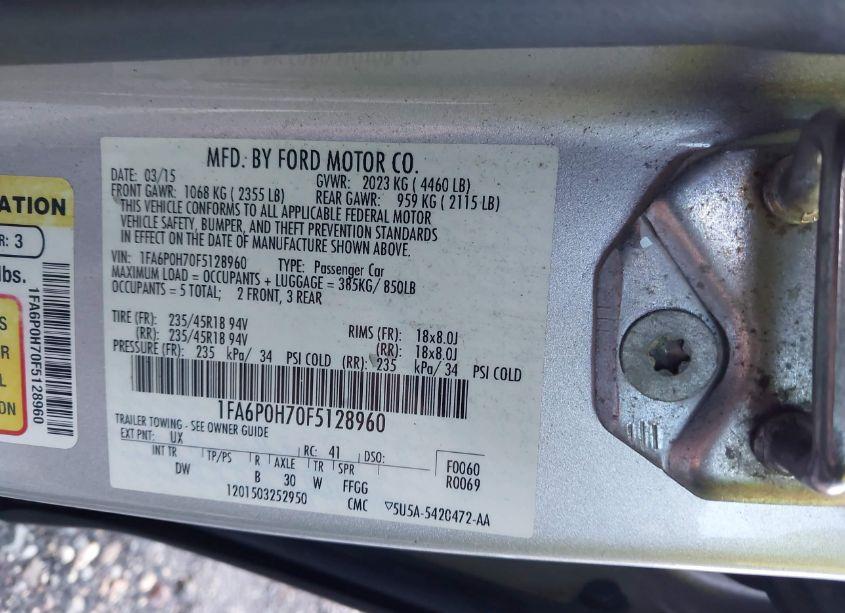 MFD. BY FORD MOTOR CO.
DATE: 03/15 GVWR: 2023 KG ( 4460 LB)
FRONT GAWR: 1068 KG ( 2355 LB) REAR GAWR: 959 KG ( 2115 LB)
THIS VEHICLE CONFORMS TO ALL APPLICABLE FEDERAL MOTOR
VEHICLE SAFETY, BUMPER, AND THEFT PREVENTION STANDARDS
IN EFFECT ON THE DATE OF MANUFACTURE SHOWN ABOVE.
VIN: 1FA6P0H70F5128960 TYPE: Passenger Car
MAXIMUM LOAD = OCCUPANTS + LUGGAGE = 385KG/ 850LB
OCCUPANTS = 5 TOTAL; 2 FRONT, 3 REAR
TIRE (FR): 235/45R18 94V RIMS (FR): 18x8.0J
(RR): 235/45R18 94V (RR): 18x8.0J
PRESSURE (FR): 235 kPa/ 34 PSI COLD (RR): 235 kPa/ 34 PSI COLD
1FA6P0H70F5128960
TRAILER TOWING - SEE OWNER GUIDE
EXT PNT: UX RC: 41 DSO: F0060
R0069
INT TR TP/PS R AXLE TR SPR
DW B 30 W FFGG
1201503252950 CMC ▽5U5A-5420472-AA
ATION
R: 3
lbs.
S
R
L
G
1FA6P0H70F5128960